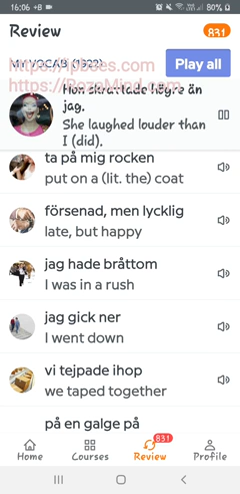 16:06 +B
80%
Review
831
MY VOCAB (1822)
Play all
https://ipeses.com
https://BozoMind.com
Hon skrattade högre än
jag.
She laughed louder than
I (did).
ta på mig rocken
put on a (lit. the) coat
försenad, men lycklig
late, but happy
jag hade bråttom
I was in a rush
jag gick ner
I went down
vi tejpade ihop
we taped together
på en galge på
831
Home Courses Review Profile